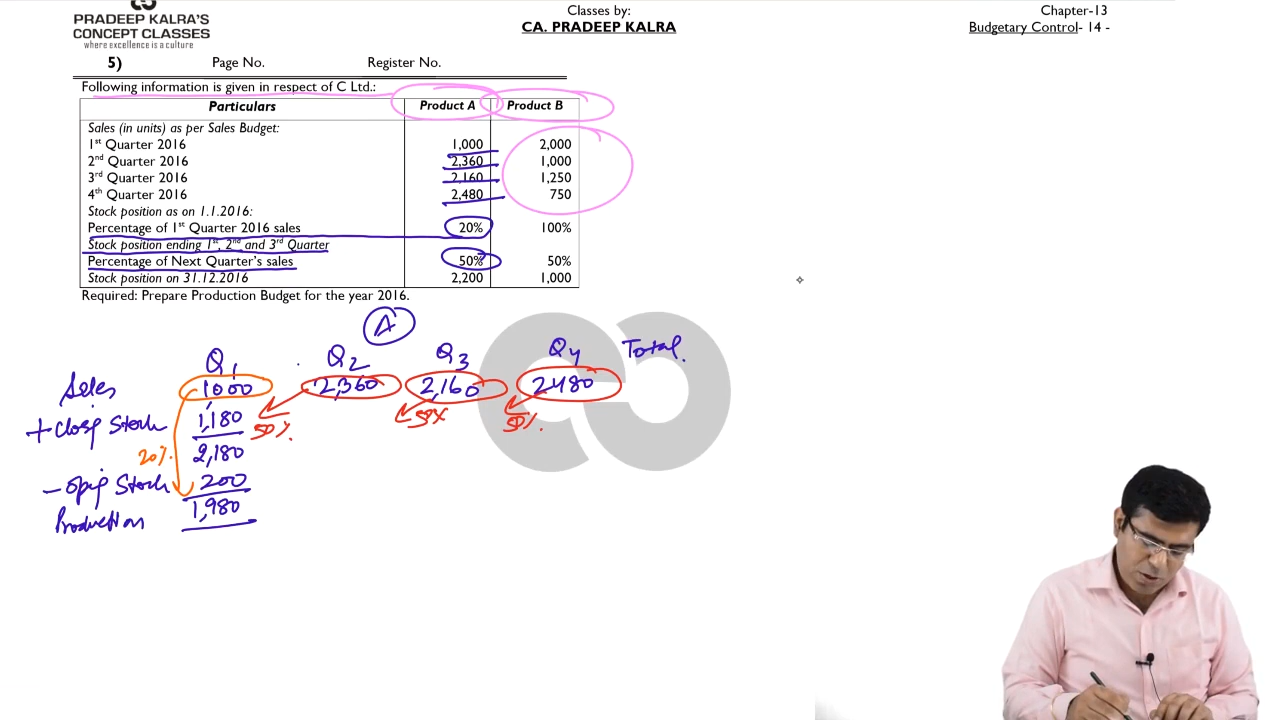 PRADEEP KALRA'S
CONCEPT CLASSES
where excellence is a culture
Classes by:
CA. PRADEEP KALRA
Chapter-13
Budgetary Control- 14 -
5) Page No. Register No.
Following information is given in respect of C Ltd.:
Particulars Product A Product B
Sales (in units) as per Sales Budget:
1st Quarter 2016 1,000 2,000
2nd Quarter 2016 2,360 1,000
3rd Quarter 2016 2,160 1,250
4th Quarter 2016 2,480 750
Stock position as on 1.1.2016:
Percentage of 1st Quarter 2016 sales 20% 100%
Stock position ending 1st, 2nd and 3rd Quarter
Percentage of Next Quarter's sales 50% 50%
Stock position on 31.12.2016 2,200 1,000
Required: Prepare Production Budget for the year 2016.
A
Q1 Q2 Q3 Q4 Total.
Sales 1000 2,360 2,160 2480
+ Closg Stock 1,180 50% 50% 50%.
20% 2,180
- Opig Stock 200
Production 1,980